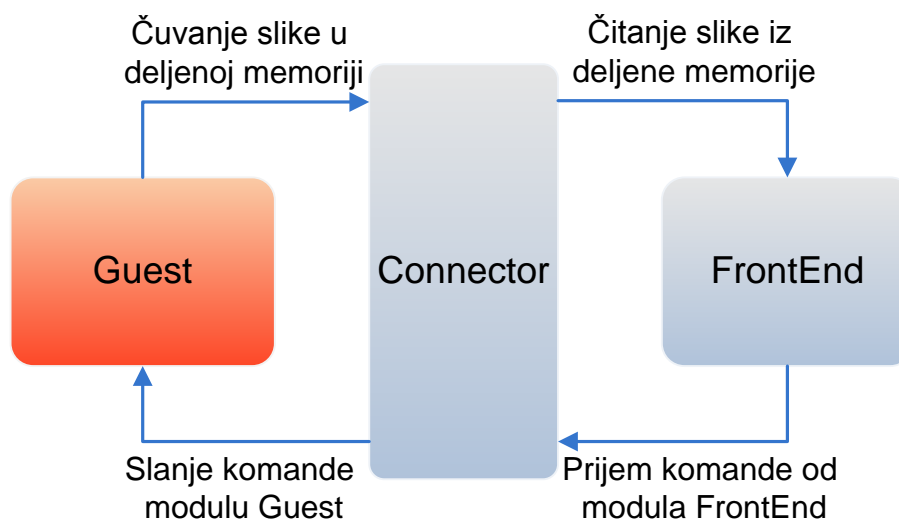 Čuvanje slike u
deljenoj memoriji
Čitanje slike iz
deljene memorije
Guest
Connector
FrontEnd
Slanje komande
modulu Guest
Prijem komande od
modula FrontEnd